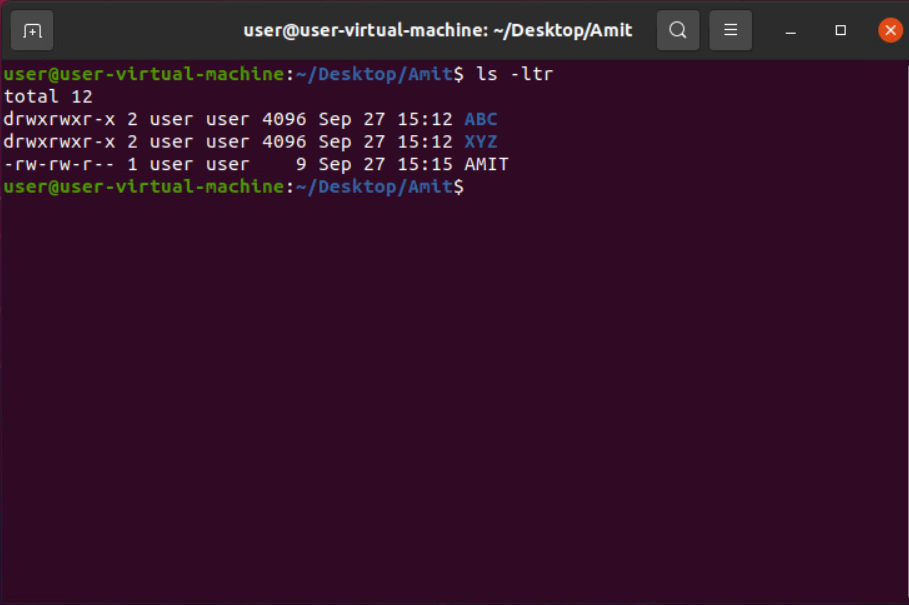 user@user-virtual-machine: ~/Desktop/Amit
user@user-virtual-machine:~/Desktop/Amit$ ls -ltr
total 12
drwxrwxr-x 2 user user 4096 Sep 27 15:12 ABC
drwxrwxr-x 2 user user 4096 Sep 27 15:12 XYZ
-rw-rw-r-- 1 user user    9 Sep 27 15:15 AMIT
user@user-virtual-machine:~/Desktop/Amit$